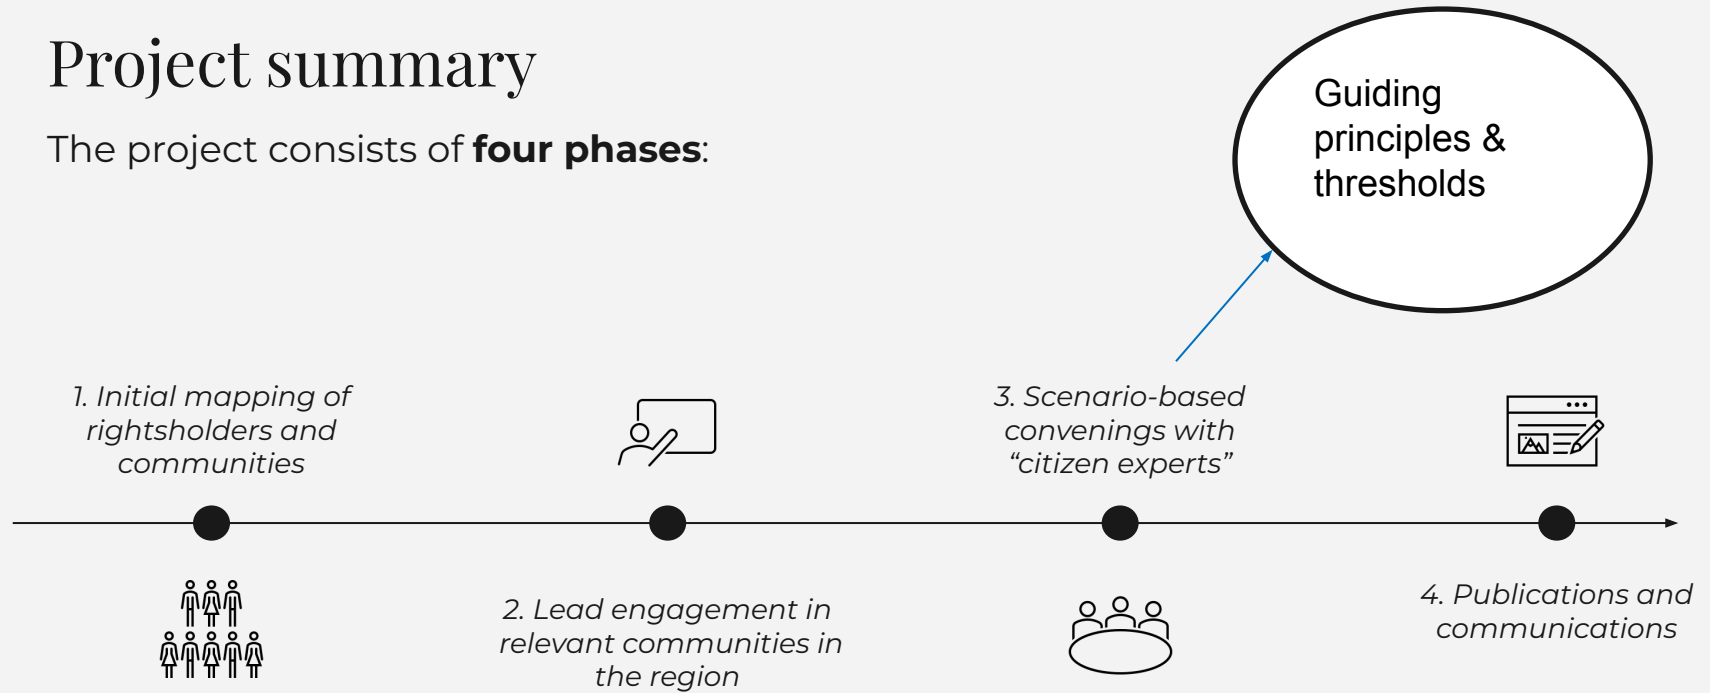 Project summary
The project consists of four phases:
Guiding
principles &
thresholds
1. Initial mapping of
rightsholders and
communities
2. Lead engagement in
relevant communities in
the region
3. Scenario-based
convenings with
“citizen experts”
4. Publications and
communications